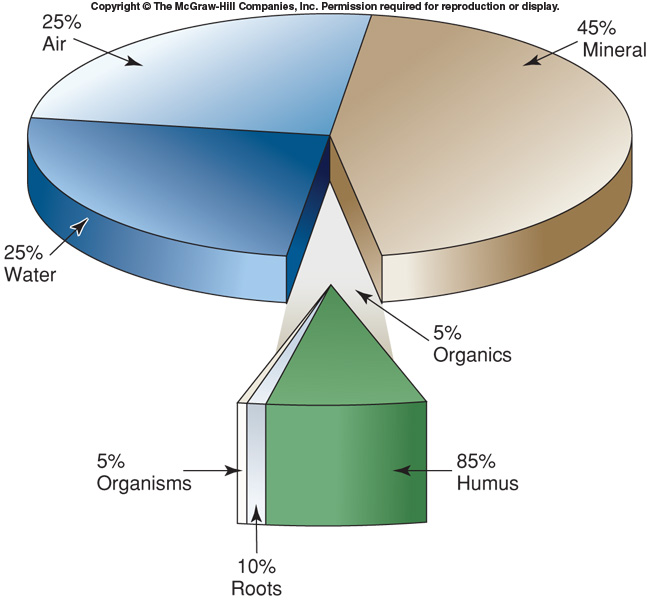 Copyright © The McGraw-Hill Companies, Inc. Permission required for reproduction or display.
25%
Air
45%
Mineral
25%
Water
5%
Organics
5%
Organisms
85%
Humus
10%
Roots